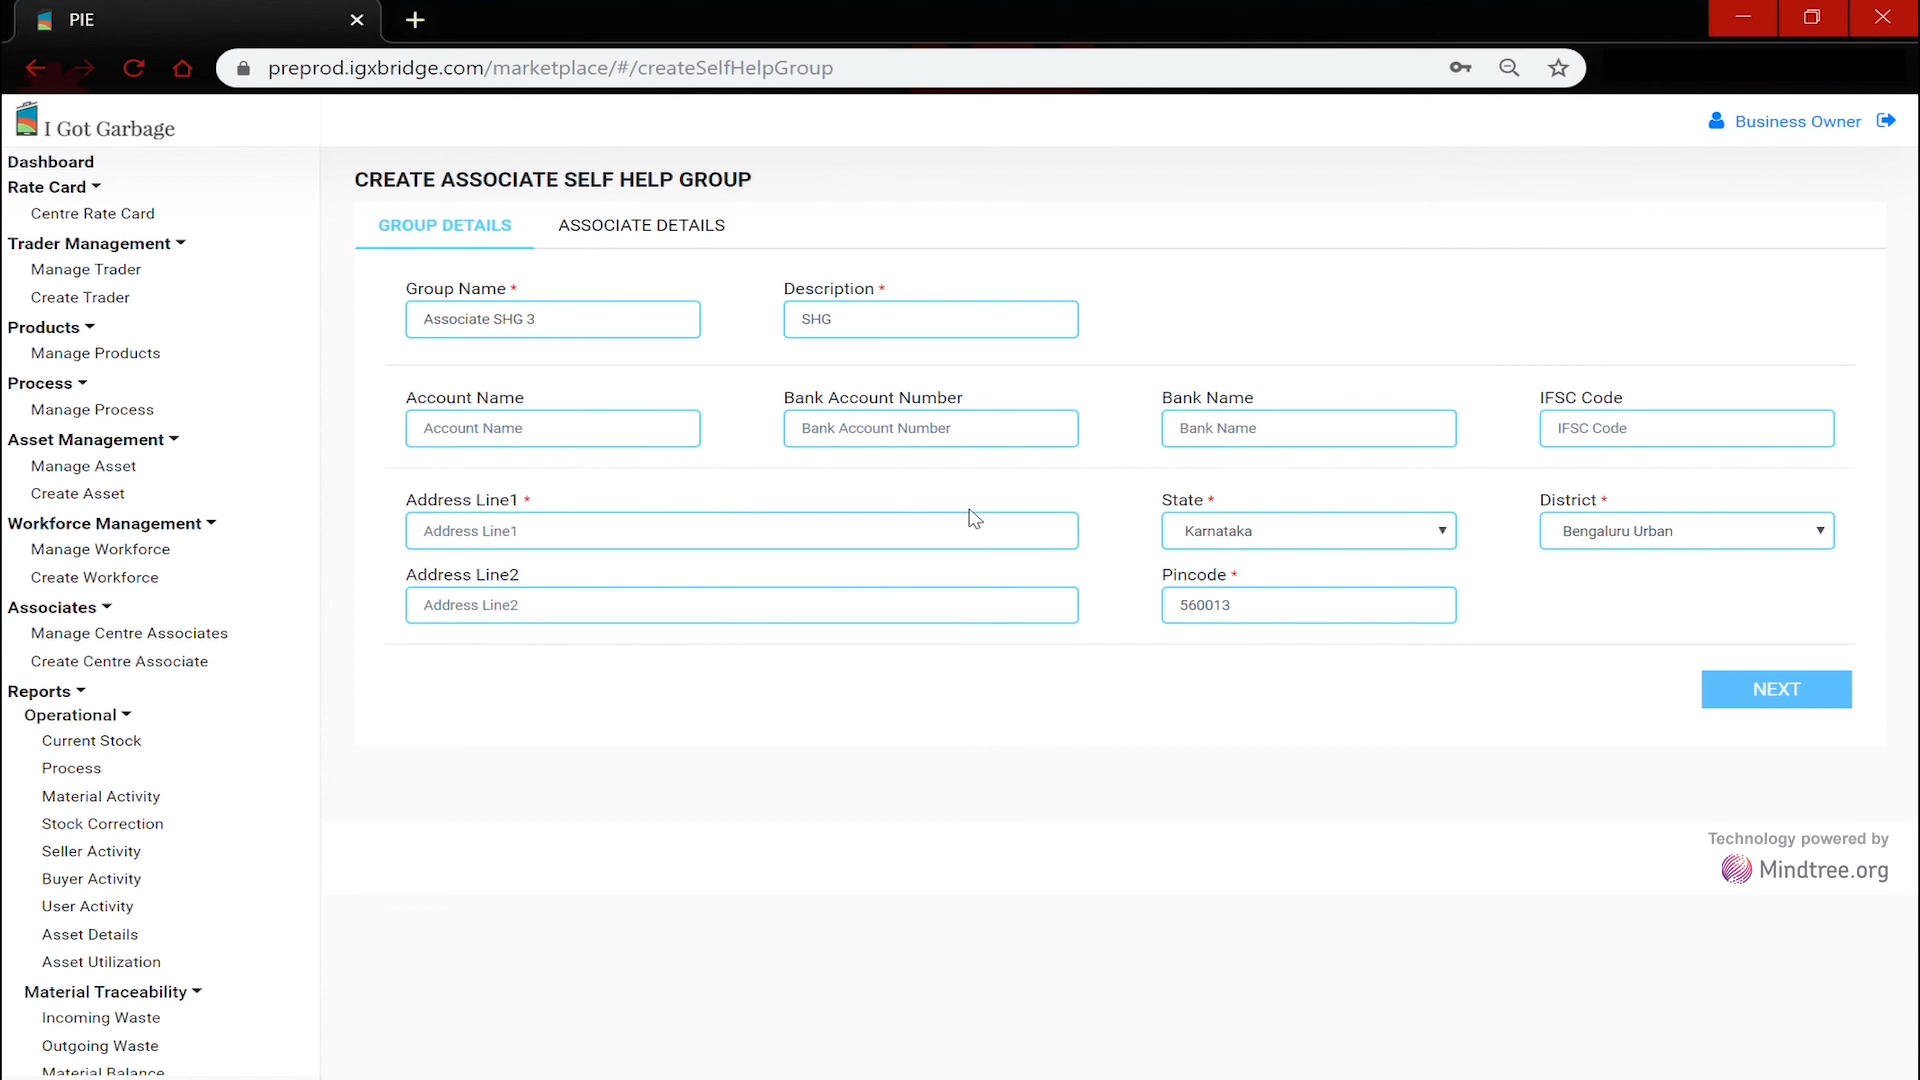 PIE
preprod.igxbridge.com/marketplace/#/createSelfHelpGroup
I Got Garbage
Business Owner
Dashboard
Rate Card
Centre Rate Card
Trader Management
Manage Trader
Create Trader
Products
Manage Products
Process
Manage Process
Asset Management
Manage Asset
Create Asset
Workforce Management
Manage Workforce
Create Workforce
Associates
Manage Centre Associates
Create Centre Associate
Reports
Operational
Current Stock
Process
Material Activity
Stock Correction
Seller Activity
Buyer Activity
User Activity
Asset Details
Asset Utilization
Material Traceability
Incoming Waste
Outgoing Waste
Material Balance
CREATE ASSOCIATE SELF HELP GROUP
GROUP DETAILS ASSOCIATE DETAILS
Group Name * Description *
Associate SHG 3 SHG
Account Name Bank Account Number Bank Name IFSC Code
Account Name Bank Account Number Bank Name IFSC Code
Address Line1 * State * District *
Address Line1 Karnataka Bengaluru Urban
Address Line2 Pincode *
Address Line2 560013
NEXT
Technology powered by
Mindtree.org